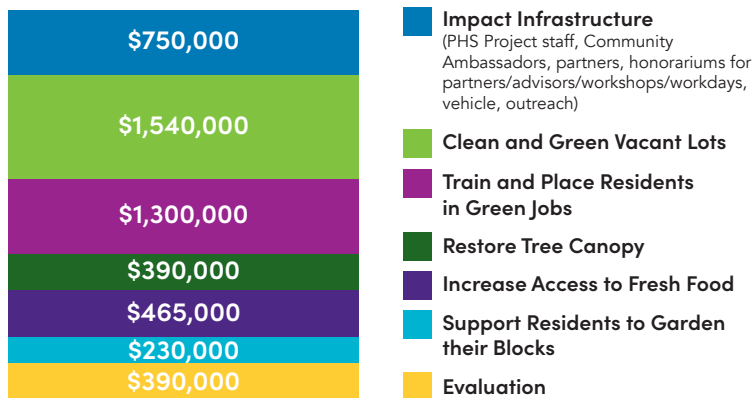 $750,000
$1,540,000
$1,300,000
$390,000
$465,000
$230,000
$390,000
Impact Infrastructure
(PHS Project staff, Community
Ambassadors, partners, honorariums for
partners/advisors/workshops/workdays,
vehicle, outreach)
Clean and Green Vacant Lots
Train and Place Residents
in Green Jobs
Restore Tree Canopy
Increase Access to Fresh Food
Support Residents to Garden
their Blocks
Evaluation